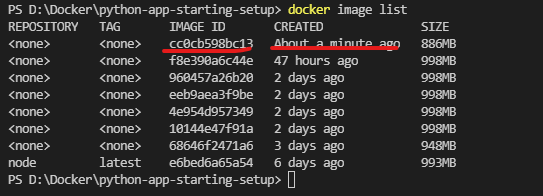 PS D:\Docker\python-app-starting-setup> docker image list
REPOSITORY TAG IMAGE ID CREATED SIZE
<none> <none> cc0cb598bc13 About a minute ago 886MB
<none> <none> f8e390a6c44e 47 hours ago 998MB
<none> <none> 960457a26b20 2 days ago 998MB
<none> <none> eeb9aea3f9be 2 days ago 998MB
<none> <none> 4e954d957349 2 days ago 998MB
<none> <none> 10144e47f91a 2 days ago 998MB
<none> <none> 68646f2471a6 3 days ago 948MB
node latest e6bed6a65a54 6 days ago 993MB
PS D:\Docker\python-app-starting-setup>